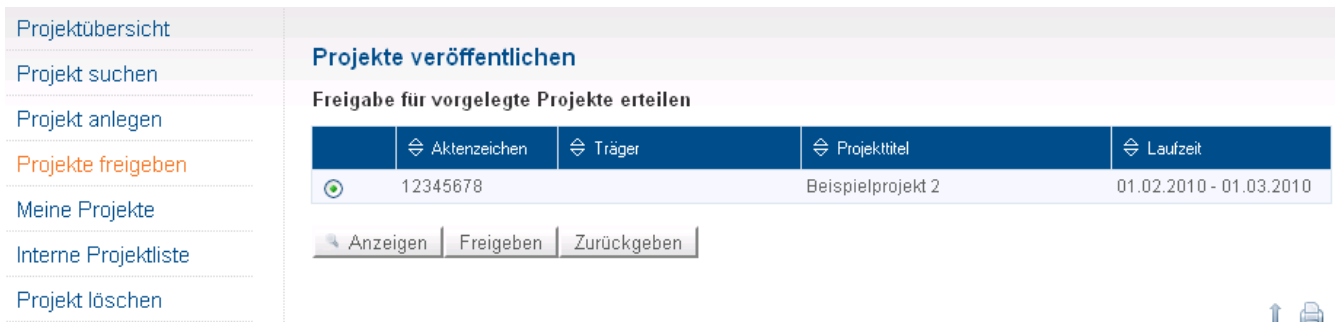 Projektübersicht
Projekt suchen
Projekt anlegen
Projekte freigeben
Meine Projekte
Interne Projektliste
Projekt löschen
Projekte veröffentlichen
Freigabe für vorgelegte Projekte erteilen
Aktenzeichen Träger Projekttitel Laufzeit
12345678 Beispielprojekt 2 01.02.2010 - 01.03.2010
Anzeigen Freigeben Zurückgeben